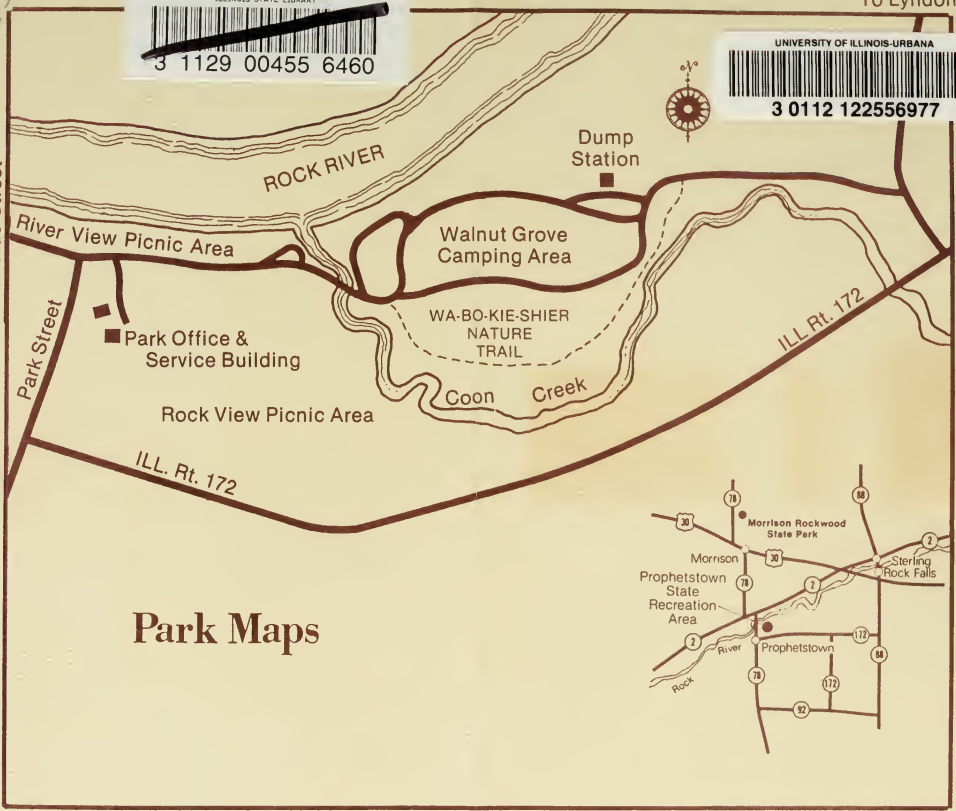 ILLINOIS STATE LIBRARY
3 1129 00455 6460
To Lyndon
UNIVERSITY OF ILLINOIS-URBANA
3 0112 122556977
N
ROCK RIVER
Dump
Station
River View Picnic Area
Walnut Grove
Camping Area
Park Street
Park Office &
Service Building
WA-BO-KIE-SHIER
NATURE
TRAIL
ILL Rt. 172
Coon Creek
Rock View Picnic Area
ILL. Rt. 172
Park Maps
78
88
30
Morrison Rockwood
State Park
2
Morrison
30
Sterling
Rock Falls
Prophetstown
State
Recreation
Area
78
2
2
172
River
Prophetstown
88
Rock
78
172
92